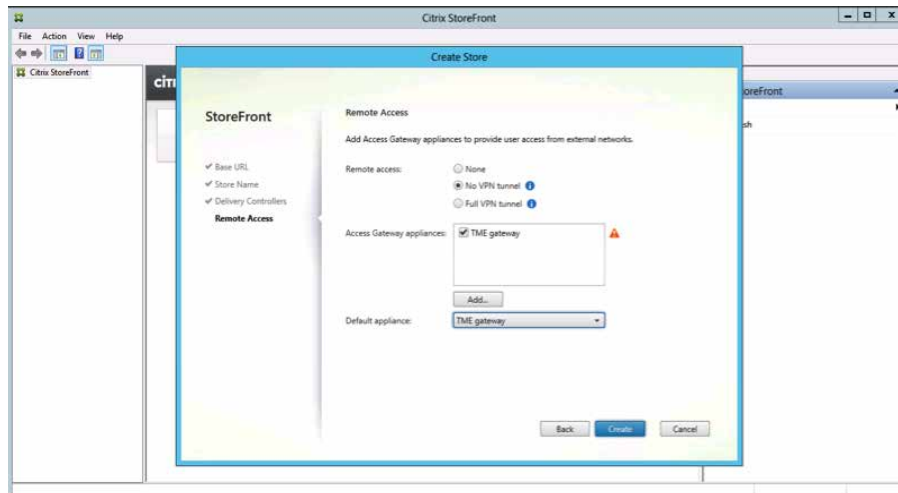 Citrix StoreFront
File Action View Help
Citrix StoreFront
Create Store
StoreFront
Base URL
Store Name
Delivery Controllers
Remote Access
Remote Access
Add Access Gateway appliances to provide user access from external networks.
Remote access:
None
No VPN tunnel
Full VPN tunnel
Access Gateway appliances:
TME gateway
Add...
Default appliance:
TME gateway
Back Create Cancel
oreFront
sh